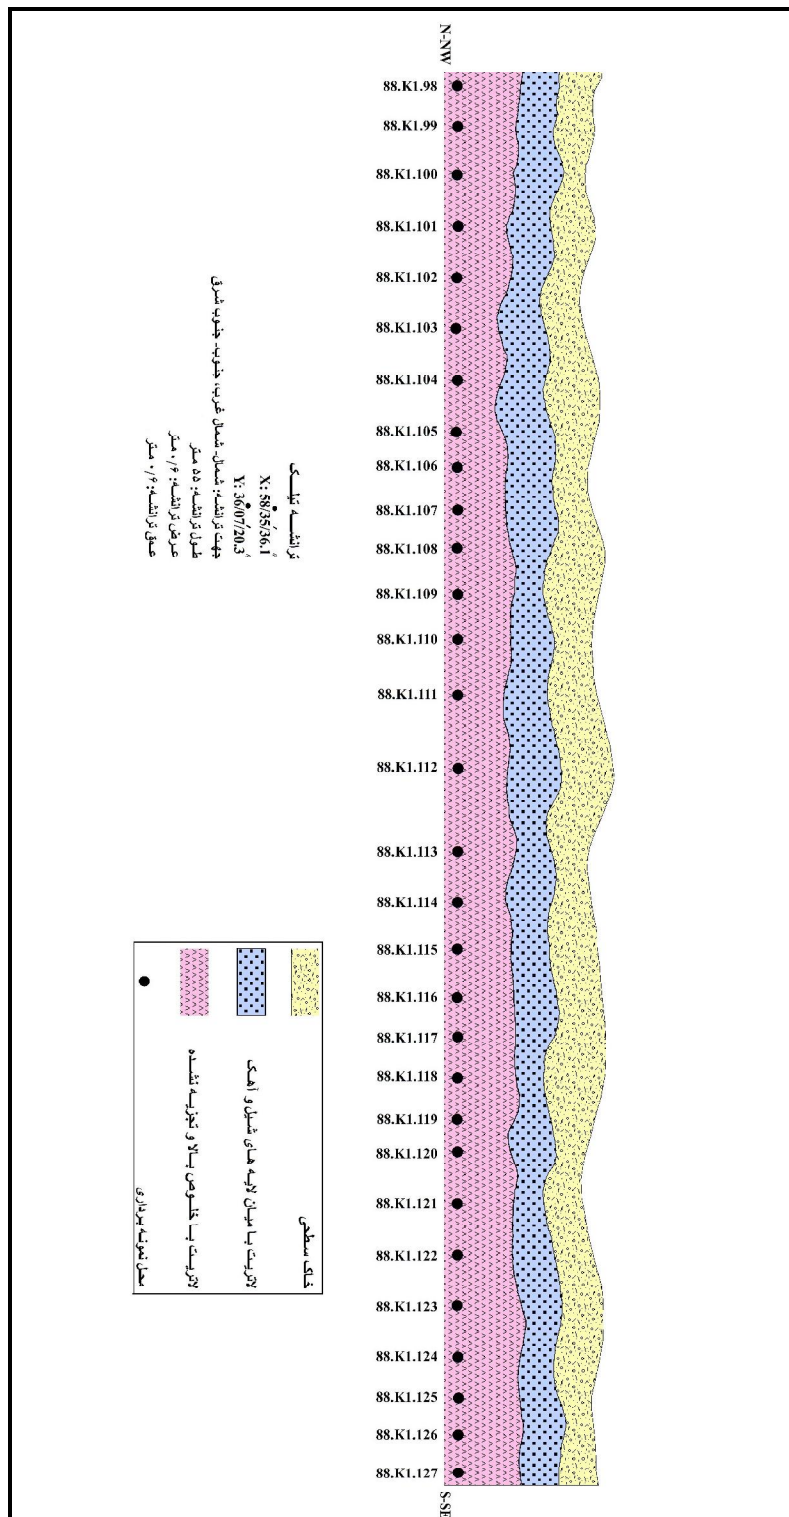 N-NW
88.K1.98
88.K1.99
88.K1.100
88.K1.101
88.K1.102
88.K1.103
88.K1.104
88.K1.105
88.K1.106
88.K1.107
88.K1.108
88.K1.109
88.K1.110
88.K1.111
88.K1.112
88.K1.113
88.K1.114
88.K1.115
88.K1.116
88.K1.117
88.K1.118
88.K1.119
88.K1.120
88.K1.121
88.K1.122
88.K1.123
88.K1.124
88.K1.125
88.K1.126
88.K1.127
S-SE
ترانشه تیلک
X: 58/35/36.1
Y: 36/07/20.3
جهت ترانشه: شمال- شمال غرب، جنوب- جنوب شرق
طول ترانشه: ۵۵ متر
عرض ترانشه: ۰/۶ متر
عمق ترانشه: ۰/۶ متر
خاک سطحی
لاتریت با میان لایه های شیل و آهک
لاتریت با خلوص بالا و تجزیه نشده
محل نمونه برداری